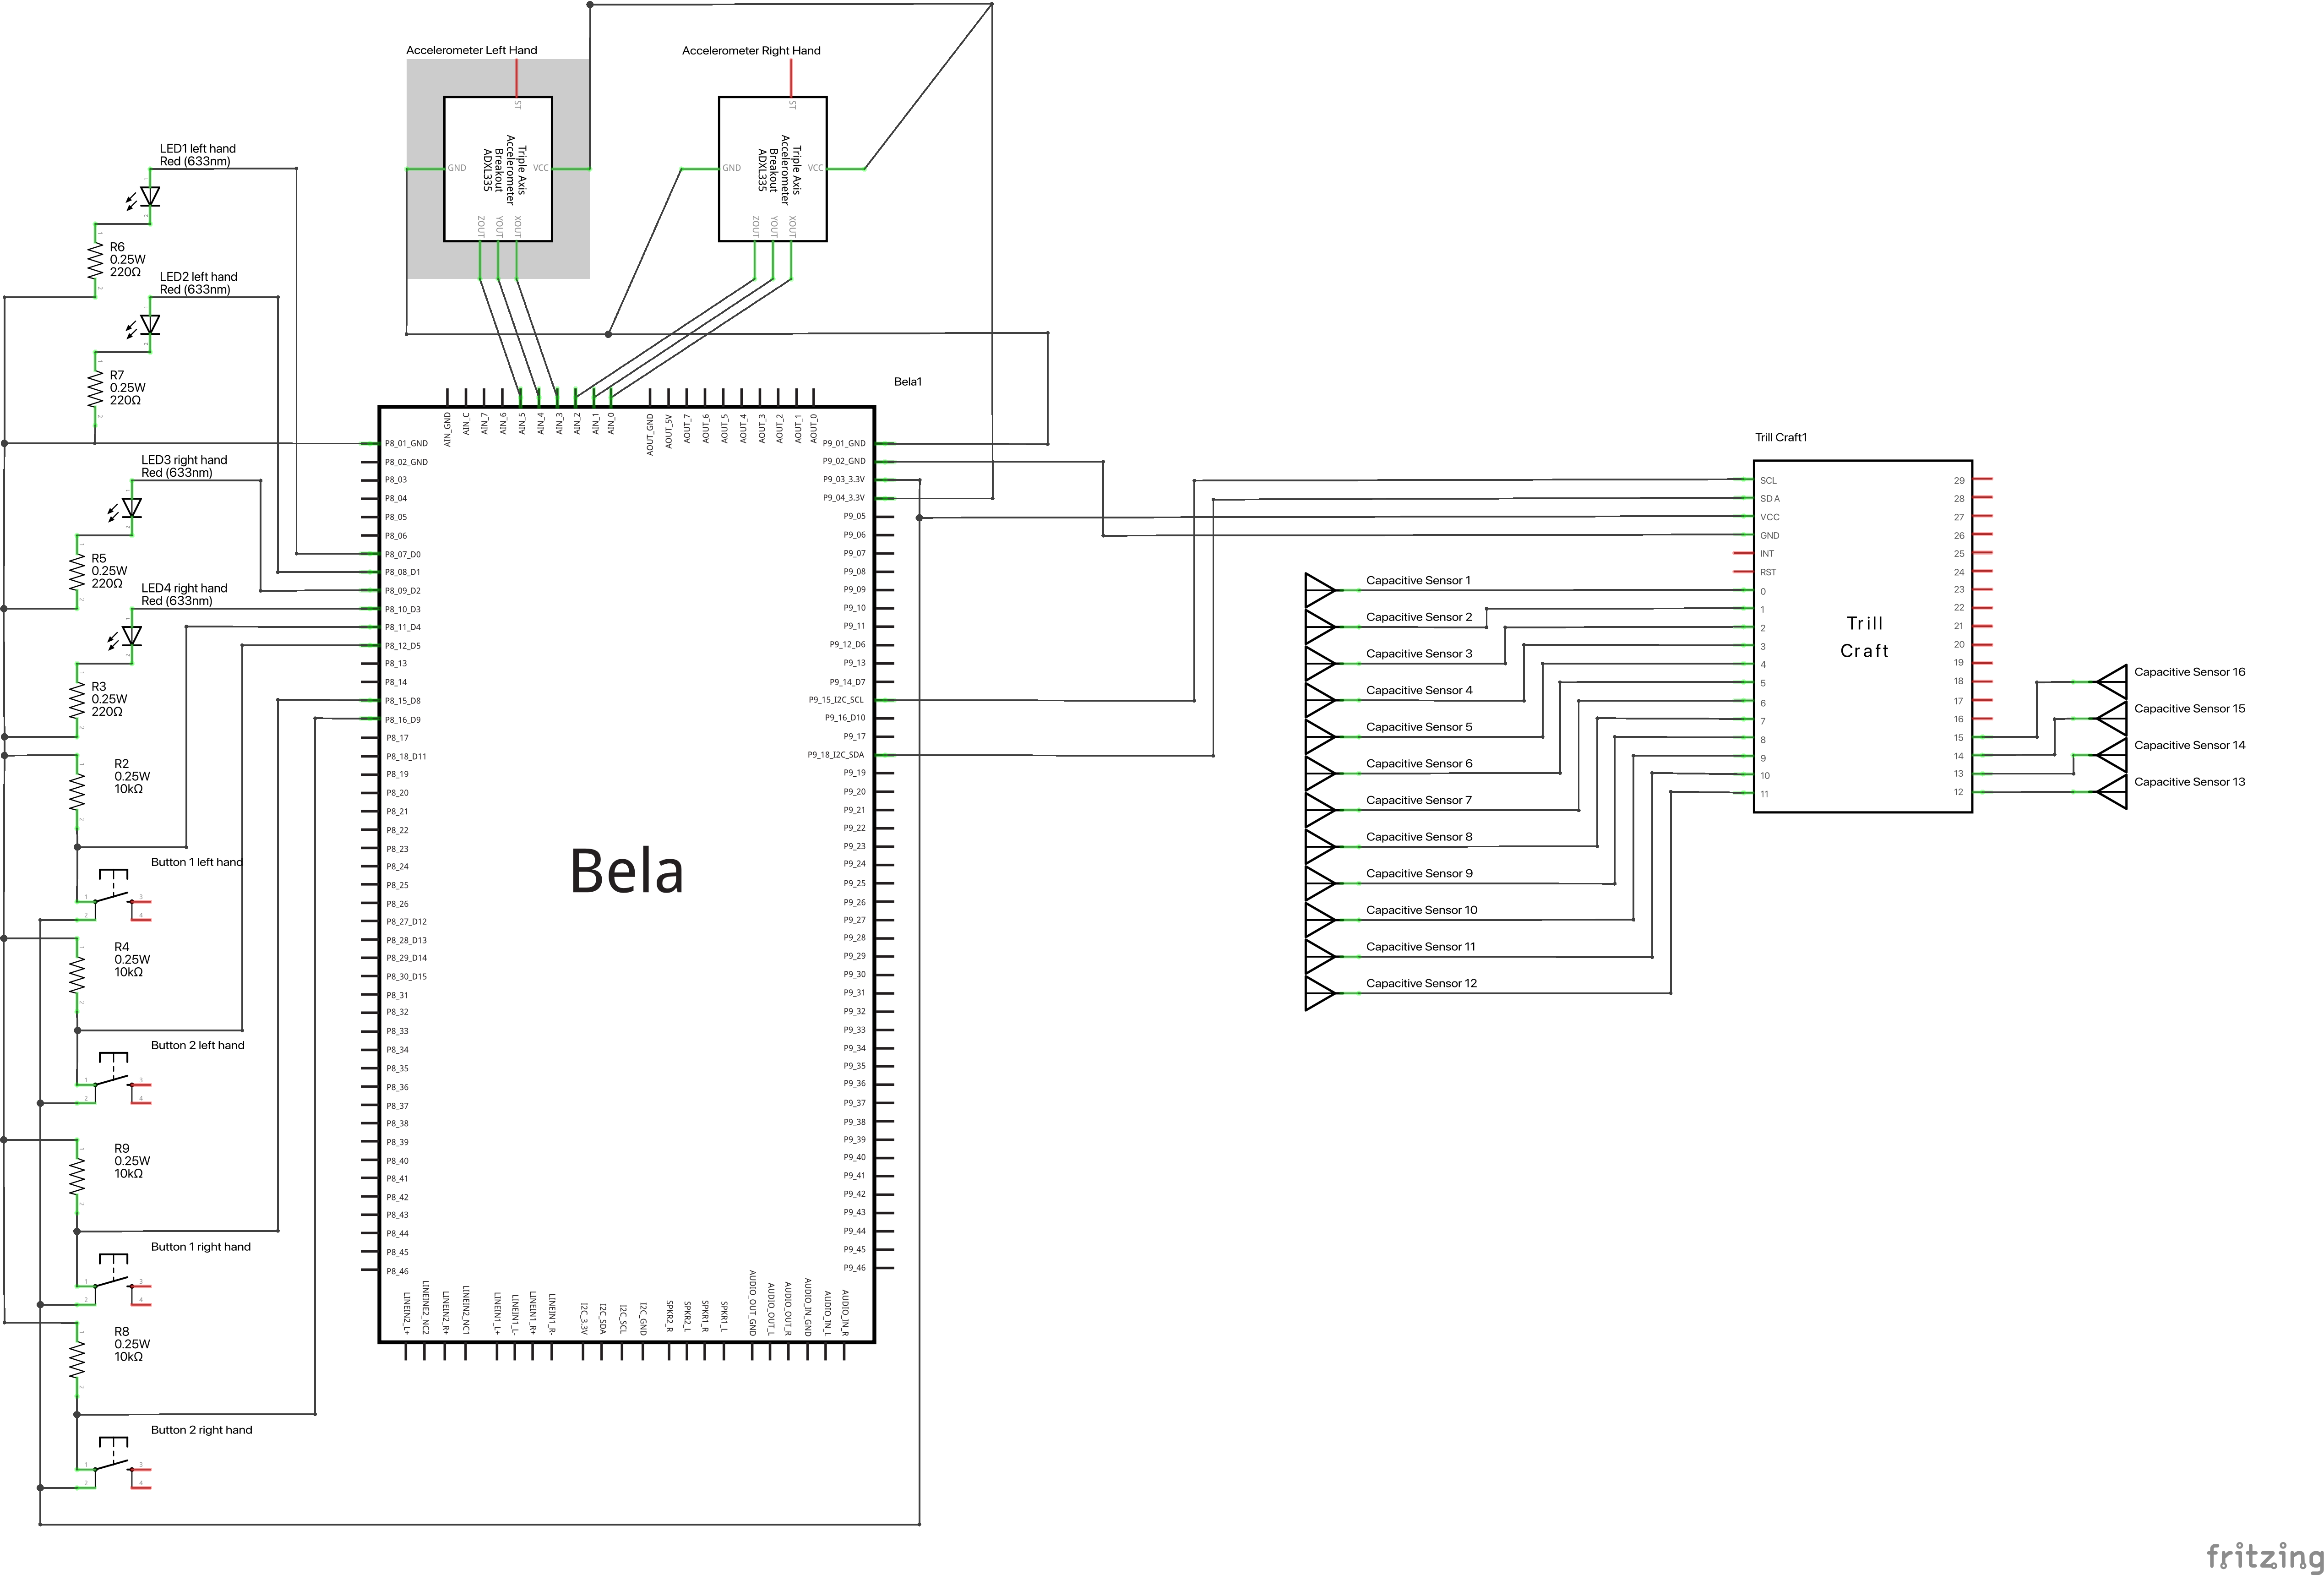 Accelerometer Left Hand
ST
Triple Axis
Accelerometer
Breakout
ADXL335
GND
VCC
ZOUT
YOUT
XOUT
Accelerometer Right Hand
ST
Triple Axis
Accelerometer
Breakout
ADXL335
GND
VCC
ZOUT
YOUT
XOUT
LED1 left hand
Red (633nm)
R6
0.25W
220Ω
LED2 left hand
Red (633nm)
R7
0.25W
220Ω
LED3 right hand
Red (633nm)
R5
0.25W
220Ω
LED4 right hand
Red (633nm)
R3
0.25W
220Ω
R2
0.25W
10kΩ
Button 1 left hand
1
2
3
4
R4
0.25W
10kΩ
Button 2 left hand
1
2
3
4
R9
0.25W
10kΩ
Button 1 right hand
1
2
3
4
R8
0.25W
10kΩ
Button 2 right hand
1
2
3
4
Bela1
AIN_GND
AIN_C
AIN_7
AIN_6
AIN_5
AIN_4
AIN_3
AIN_2
AIN_1
AIN_0
AOUT_GND
AOUT_5V
AOUT_7
AOUT_6
AOUT_5
AOUT_4
AOUT_3
AOUT_2
AOUT_1
AOUT_0
P8_01_GND
P8_02_GND
P8_03
P8_04
P8_05
P8_06
P8_07_D0
P8_08_D1
P8_09_D2
P8_10_D3
P8_11_D4
P8_12_D5
P8_13
P8_14
P8_15_D8
P8_16_D9
P8_17
P8_18_D11
P8_19
P8_20
P8_21
P8_22
P8_23
P8_24
P8_25
P8_26
P8_27_D12
P8_28_D13
P8_29_D14
P8_30_D15
P8_31
P8_32
P8_33
P8_34
P8_35
P8_36
P8_37
P8_38
P8_39
P8_40
P8_41
P8_42
P8_43
P8_44
P8_45
P8_46
Bela
P9_01_GND
P9_02_GND
P9_03_3.3V
P9_04_3.3V
P9_05
P9_06
P9_07
P9_08
P9_09
P9_10
P9_11
P9_12_D6
P9_13
P9_14_D7
P9_15_I2C_SCL
P9_16_D10
P9_17
P9_18_I2C_SDA
P9_19
P9_20
P9_21
P9_22
P9_23
P9_24
P9_25
P9_26
P9_27
P9_28
P9_29
P9_30
P9_31
P9_32
P9_33
P9_34
P9_35
P9_36
P9_37
P9_38
P9_39
P9_40
P9_41
P9_42
P9_43
P9_44
P9_45
P9_46
LINEIN2_L+
LINEINE2_NC2
LINEIN2_R+
LINEIN2_NC1
LINEIN1_L+
LINEIN1_L-
LINEIN1_R+
LINEIN1_R-
I2C_3.3V
I2C_SDA
I2C_SCL
I2C_GND
SPKR2_R
SPKR2_L
SPKR1_R
SPKR1_L
AUDIO_OUT_GND
AUDIO_OUT_L
AUDIO_OUT_R
AUDIO_IN_GND
AUDIO_IN_L
AUDIO_IN_R
Trill Craft1
SCL
SDA
VCC
GND
INT
RST
0
1
2
3
4
5
6
7
8
9
10
11
Trill
Craft
29
28
27
26
25
24
23
22
21
20
19
18
17
16
15
14
13
12
Capacitive Sensor 1
Capacitive Sensor 2
Capacitive Sensor 3
Capacitive Sensor 4
Capacitive Sensor 5
Capacitive Sensor 6
Capacitive Sensor 7
Capacitive Sensor 8
Capacitive Sensor 9
Capacitive Sensor 10
Capacitive Sensor 11
Capacitive Sensor 12
Capacitive Sensor 16
Capacitive Sensor 15
Capacitive Sensor 14
Capacitive Sensor 13
fritzing